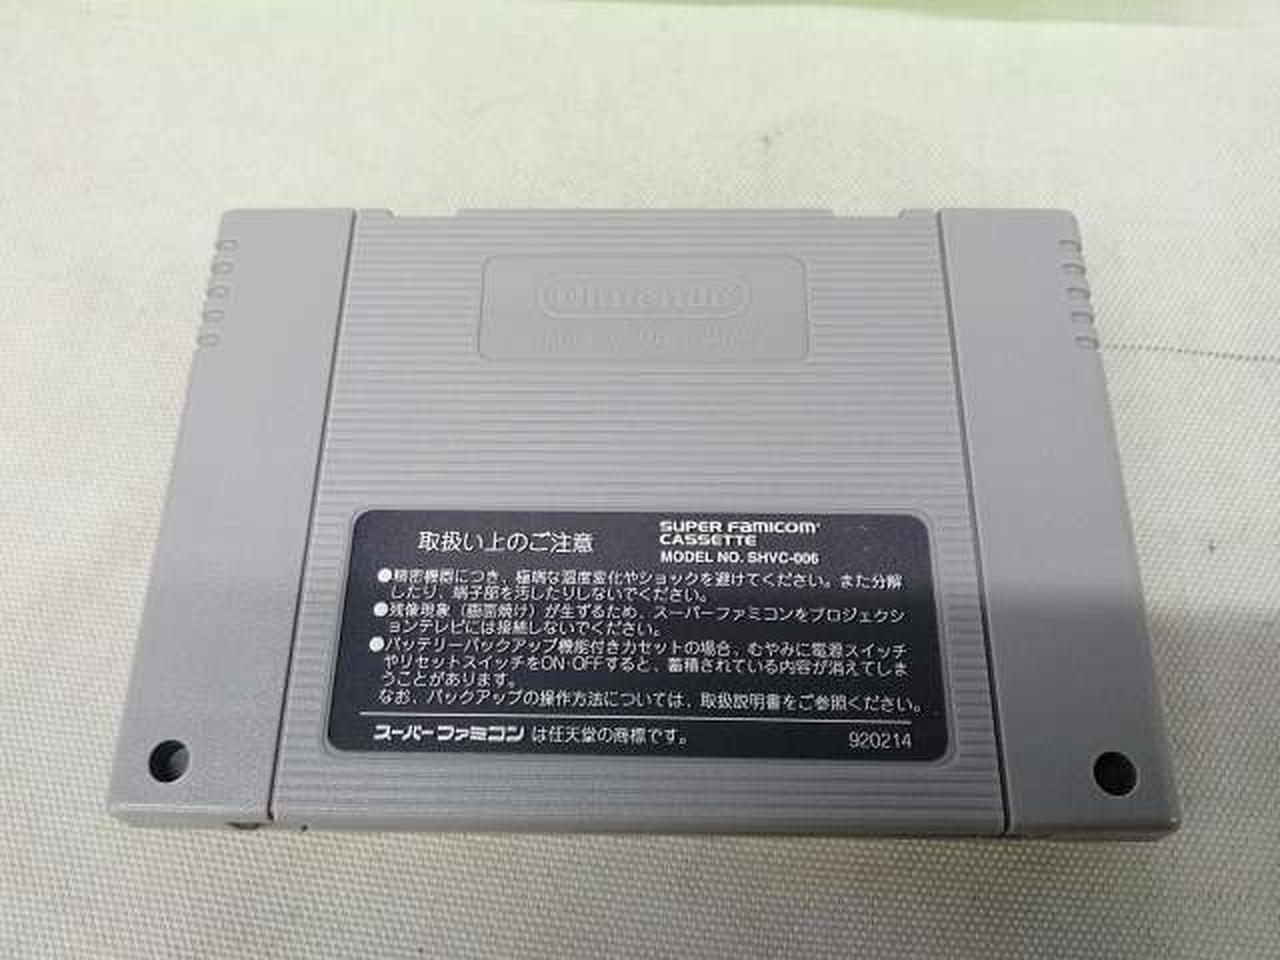 Nintendo
取扱い上のご注意
SUPER FAMICOM
CASSETTE
MODEL NO. SHVC-006
●精密機器につき、極端な温度変化やショックを避けてください。また分解
したり、端子部を汚したりしないでください。
●残像現象（画面焼け）が生ずるため、スーパーファミコンをプロジェクシ
ョンテレビには接続しないでください。
●バッテリーバックアップ機能付きカセットの場合、むやみに電源スイッチ
やリセットスイッチをON・OFFすると、蓄積されている内容が消えてしま
うことがあります。
なお、バックアップの操作方法については、取扱説明書をご参照ください。
スーパーファミコンは任天堂の商標です。
920214